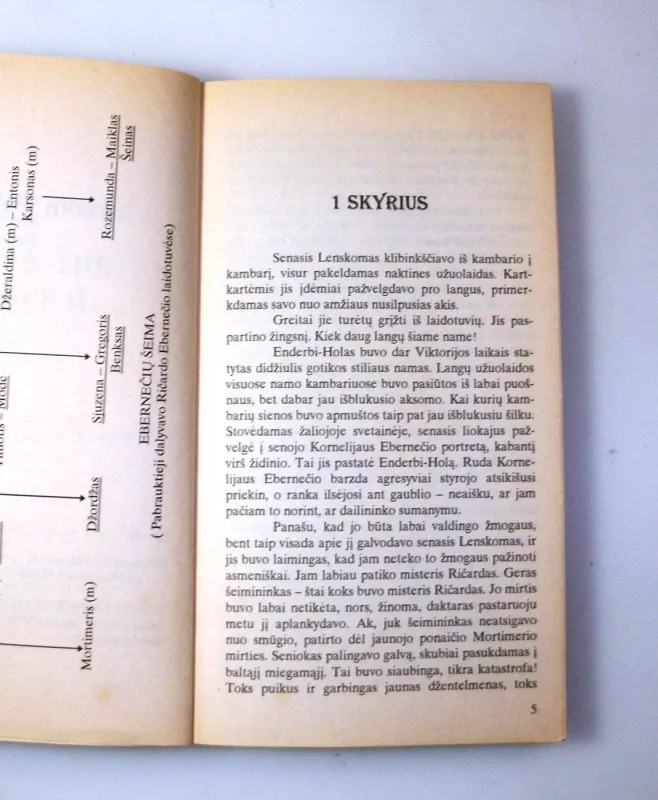 Džeraldina (m) – Entonis
Karsonas (m)
Rozemunda – Maiklas
Šeinas
Sjuzena – Gregoris
Benksas
Mode
Džordžas
Mortimeris (m)
EBERNEČIŲ ŠEIMA
( Pabrauktieji dalyvavo Ričardo Ebernečio laidotuvėse)
1 SKYRIUS
Senasis Lenskomas klibinkščiavo iš kambario į
kambarį, visur pakeldamas naktines užuolaidas. Kart-
kartėmis jis įdėmiai pažvelgdavo pro langus, primer-
kdamas savo nuo amžiaus nusilpusias akis.
Greitai jie turėtų grįžti iš laidotuvių. Jis pas-
partino žingsnį. Kiek daug langų šiame name!
Enderbi-Holas buvo dar Viktorijos laikais sta-
tytas didžiulis gotikos stiliaus namas. Langų užuolaidos
visuose namo kambariuose buvo pasiūtos iš labai puoš-
naus, bet dabar jau išblukusio aksomo. Kai kurių kam-
barių sienos buvo apmuštos taip pat jau išblukusiu šilku.
Stovėdamas žaliojoje svetainėje, senasis liokajus paž-
velgė į senojo Kornelijaus Ebernečio portretą, kabantį
virš židinio. Tai jis pastatė Enderbi-Holą. Ruda Korne-
lijaus Ebernečio barzda agresyviai styrojo atsikišusi
priekin, o ranka ilsėjosi ant gaublio – neaišku, ar jam
pačiam to norint, ar dailininko sumanymu.
Panašu, kad jo būta labai valdingo žmogaus,
bent taip visada apie jį galvodavo senasis Lenskomas, ir
jis buvo laimingas, kad jam neteko to žmogaus pažinoti
asmeniškai. Jam labiau patiko misteris Ričardas. Geras
šeimininkas – štai koks buvo misteris Ričardas. Jo mirtis
buvo labai netikėta, nors, žinoma, daktaras pastaruoju
metu jį aplankydavo. Ak, juk šeimininkas neatsigavo
nuo smūgio, patirto dėl jaunojo ponaičio Mortimerio
mirties. Seniokas palingavo galvą, skubiai pasukdamas į
baltąjį miegamąjį. Tai buvo siaubinga, tikra katastrofa!
Toks puikus ir garbingas jaunas džentelmenas, toks
5